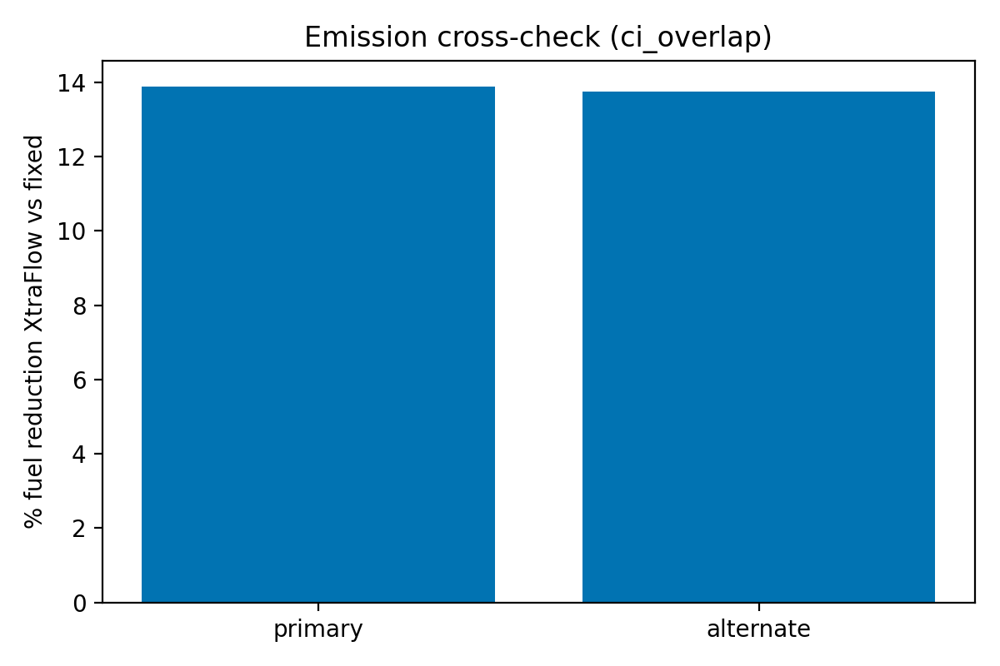 Emission cross-check (ci_overlap)
% fuel reduction XtraFlow vs fixed
14
12
10
8
6
4
2
0
primary
alternate